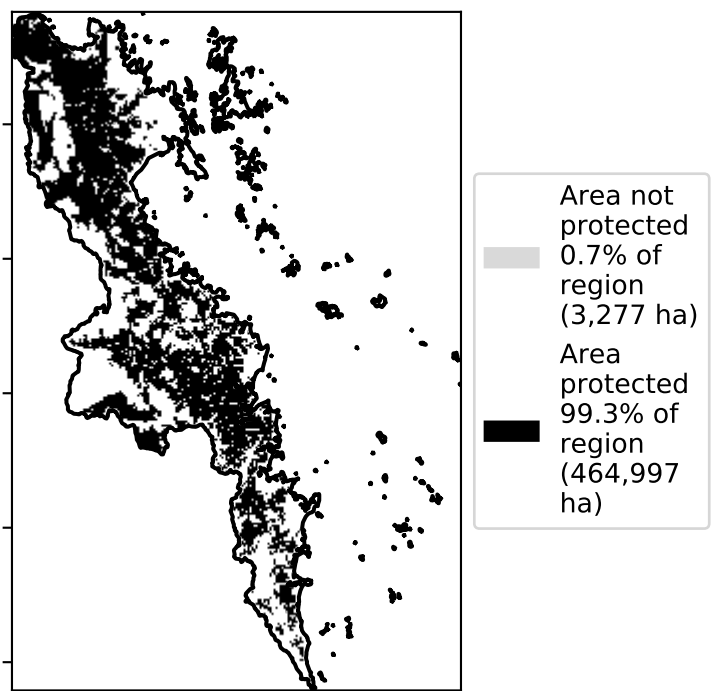 Area not
protected
0.7% of
region
(3,277 ha)
Area
protected
99.3% of
region
(464,997
ha)